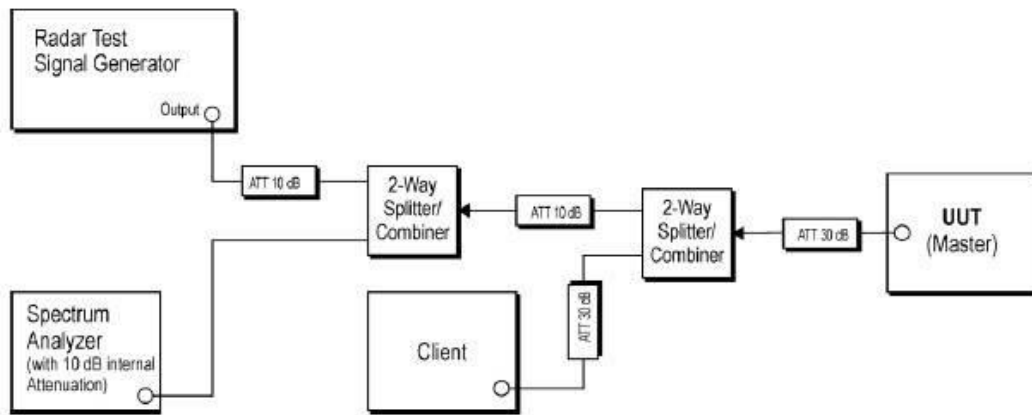 Radar Test
Signal Generator
Output
ATT 10 dB
2-Way
Splitter/
Combiner
ATT 10 dB
2-Way
Splitter/
Combiner
ATT 30 dB
UUT
(Master)
Spectrum
Analyzer
(with 10 dB internal
Attenuation)
Client
ATT 30 dB